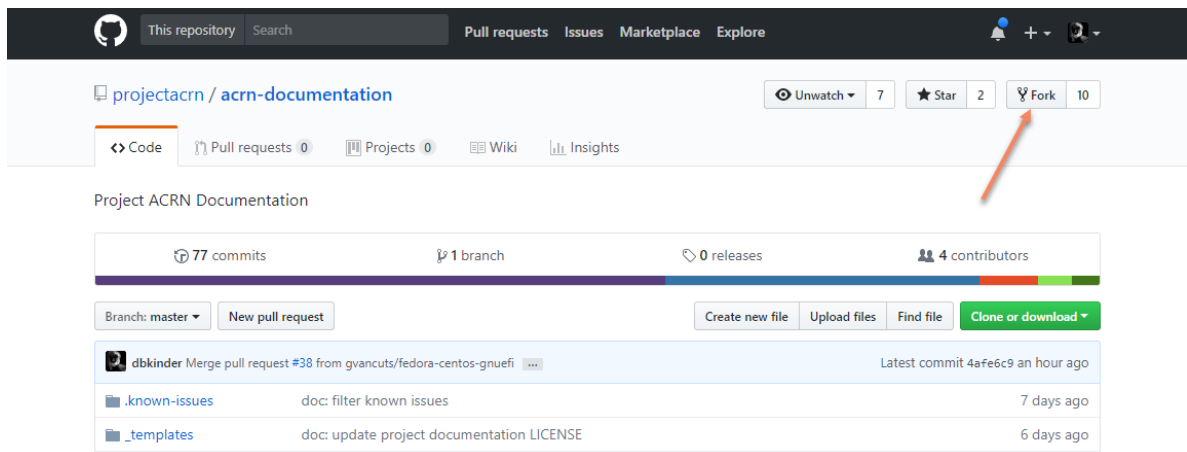 This repository Search Pull requests Issues Marketplace Explore
projectacrn / acrn-documentation Unwatch 7 Star 2 Fork 10
Code Pull requests 0 Projects 0 Wiki Insights
Project ACRN Documentation
77 commits 1 branch 0 releases 4 contributors
Branch: master New pull request Create new file Upload files Find file Clone or download
dbkinder Merge pull request #38 from gvancuts/fedora-centos-gnuefi ... Latest commit 4afe6c9 an hour ago
.known-issues doc: filter known issues 7 days ago
_templates doc: update project documentation LICENSE 6 days ago